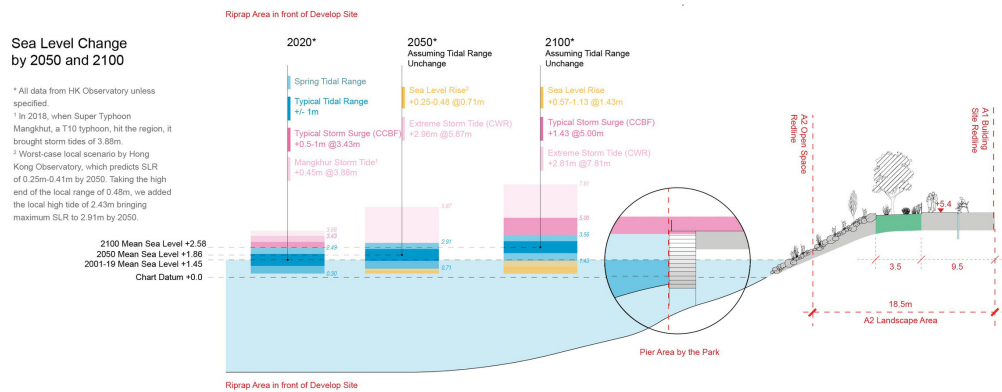 Riprap Area in front of Develop Site
Sea Level Change
by 2050 and 2100
* All data from HK Observatory unless
specified.
¹ In 2018, when Super Typhoon
Mangkhut, a T10 typhoon, hit the region, it
brought storm tides of 3.88m.
² Worst-case local scenario by Hong
Kong Observatory, which predicts SLR
of 0.25m-0.41m by 2050. Taking the high
end of the local range of 0.48m, we added
the local high tide of 2.43m bringing
maximum SLR to 2.91m by 2050.
2020*
Spring Tidal Range
Typical Tidal Range
+/- 1m
Typical Storm Surge (CCBF)
+0.5-1m @3.43m
Mangkhur Storm Tide¹
+0.45m @3.88m
2050*
Assuming Tidal Range
Unchange
Sea Level Rise²
+0.25-0.48 @0.71m
Extreme Storm Tide (CWR)
+2.96m @5.87m
2100*
Assuming Tidal Range
Unchange
Sea Level Rise
+0.57-1.13 @1.43m
Typical Storm Surge (CCBF)
+1.43 @5.00m
Extreme Storm Tide (CWR)
+2.81m @7.81m
3.43
2.43
2.91
0.71
1.43
2100 Mean Sea Level +2.58
2050 Mean Sea Level +1.86
2001-19 Mean Sea Level +1.45
Chart Datum +0.0
A2 Open Space
Redline
A1 Building
Site Redline
+5.4
3.5
9.5
18.5m
A2 Landscape Area
Pier Area by the Park
Riprap Area in front of Develop Site